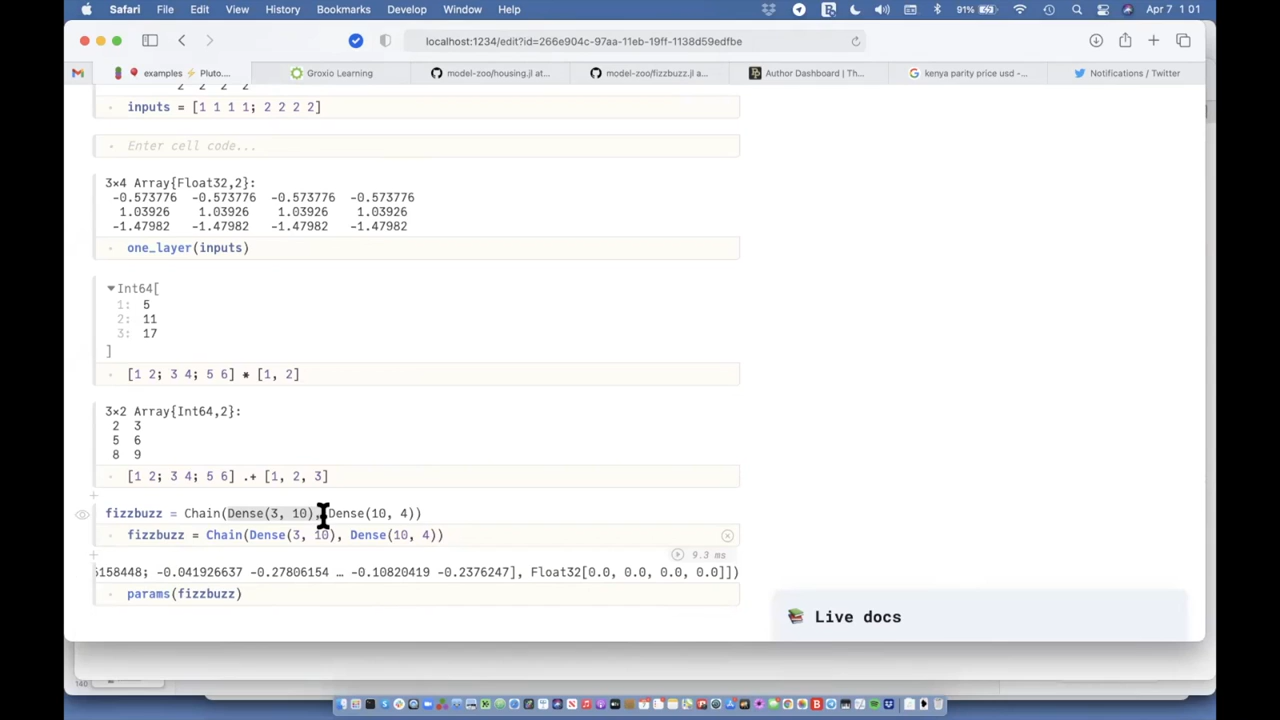 Safari File Edit View History Bookmarks Develop Window Help 91% Apr 7 1 01
localhost:1234/edit?id=266e904c-97aa-11eb-19ff-1138d59edfbe
examples ⚡ Pluto.... Groxio Learning model-zoo/housing.jl at... model-zoo/fizzbuzz.jl a... Author Dashboard | Th... kenya parity price usd -... Notifications / Twitter
2 2 2 2
inputs = [1 1 1 1; 2 2 2 2]
Enter cell code...
3×4 Array{Float32,2}:
-0.573776 -0.573776 -0.573776 -0.573776
1.03926 1.03926 1.03926 1.03926
-1.47982 -1.47982 -1.47982 -1.47982
one_layer(inputs)
▼Int64[
1: 5
2: 11
3: 17
]
[1 2; 3 4; 5 6] * [1, 2]
3×2 Array{Int64,2}:
2 3
5 6
8 9
[1 2; 3 4; 5 6] .+ [1, 2, 3]
fizzbuzz = Chain(Dense(3, 10), Dense(10, 4))
fizzbuzz = Chain(Dense(3, 10), Dense(10, 4))
9.3 ms
6158448; -0.041926637 -0.27806154 … -0.10820419 -0.2376247], Float32[0.0, 0.0, 0.0, 0.0]])
params(fizzbuzz)
Live docs
140